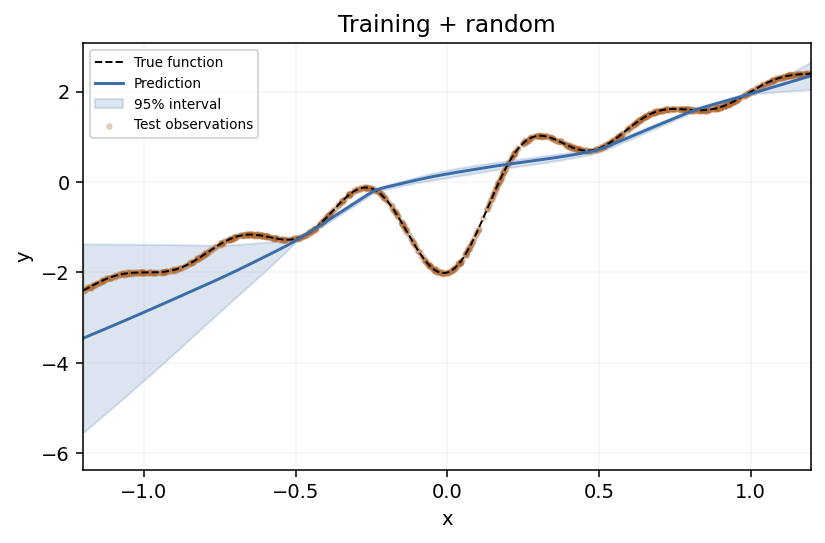 Training + random
True function
Prediction
95% interval
Test observations
y
2
0
−2
−4
−6
−1.0
−0.5
0.0
0.5
1.0
x